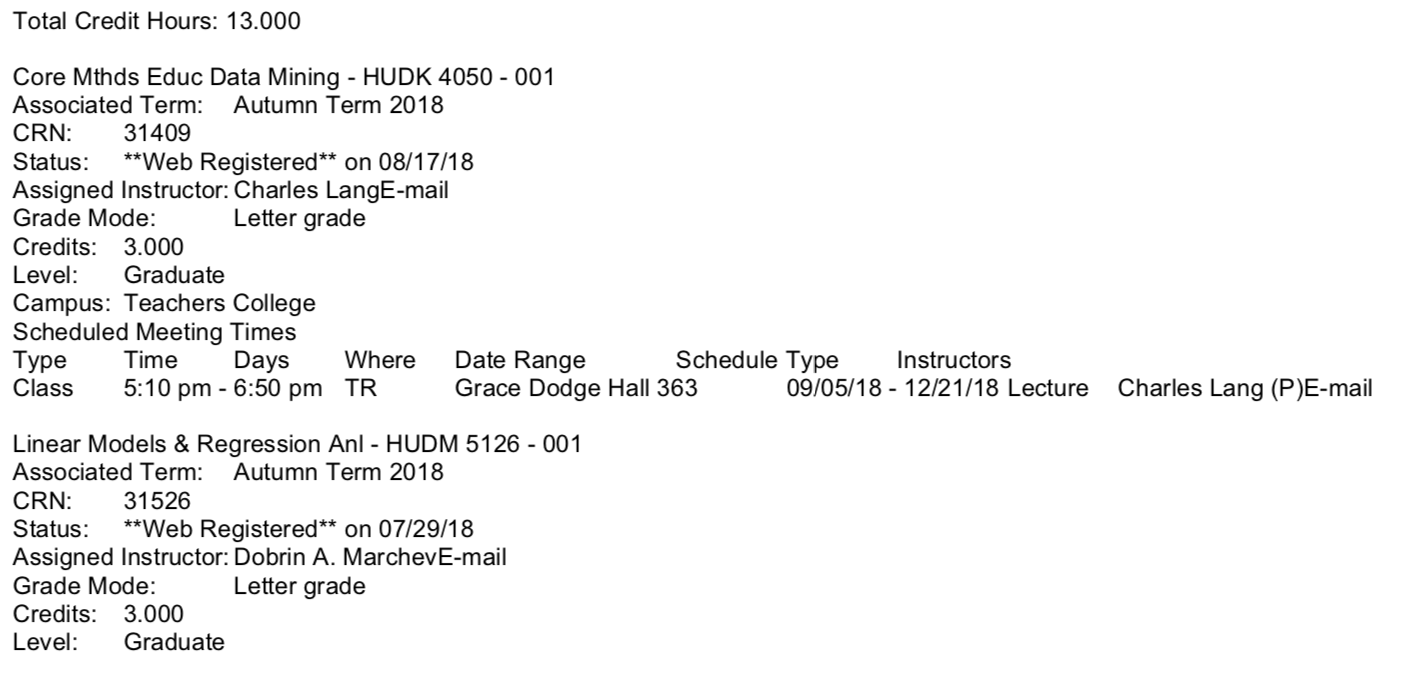 Total Credit Hours: 13.000
Core Mthds Educ Data Mining - HUDK 4050 - 001
Associated Term: Autumn Term 2018
CRN: 31409
Status: **Web Registered** on 08/17/18
Assigned Instructor: Charles LangE-mail
Grade Mode: Letter grade
Credits: 3.000
Level: Graduate
Campus: Teachers College
Scheduled Meeting Times
Type Time Days Where Date Range Schedule Type Instructors
Class 5:10 pm - 6:50 pm TR Grace Dodge Hall 363 09/05/18 - 12/21/18 Lecture Charles Lang (P)E-mail
Linear Models & Regression Anl - HUDM 5126 - 001
Associated Term: Autumn Term 2018
CRN: 31526
Status: **Web Registered** on 07/29/18
Assigned Instructor: Dobrin A. MarchevE-mail
Grade Mode: Letter grade
Credits: 3.000
Level: Graduate